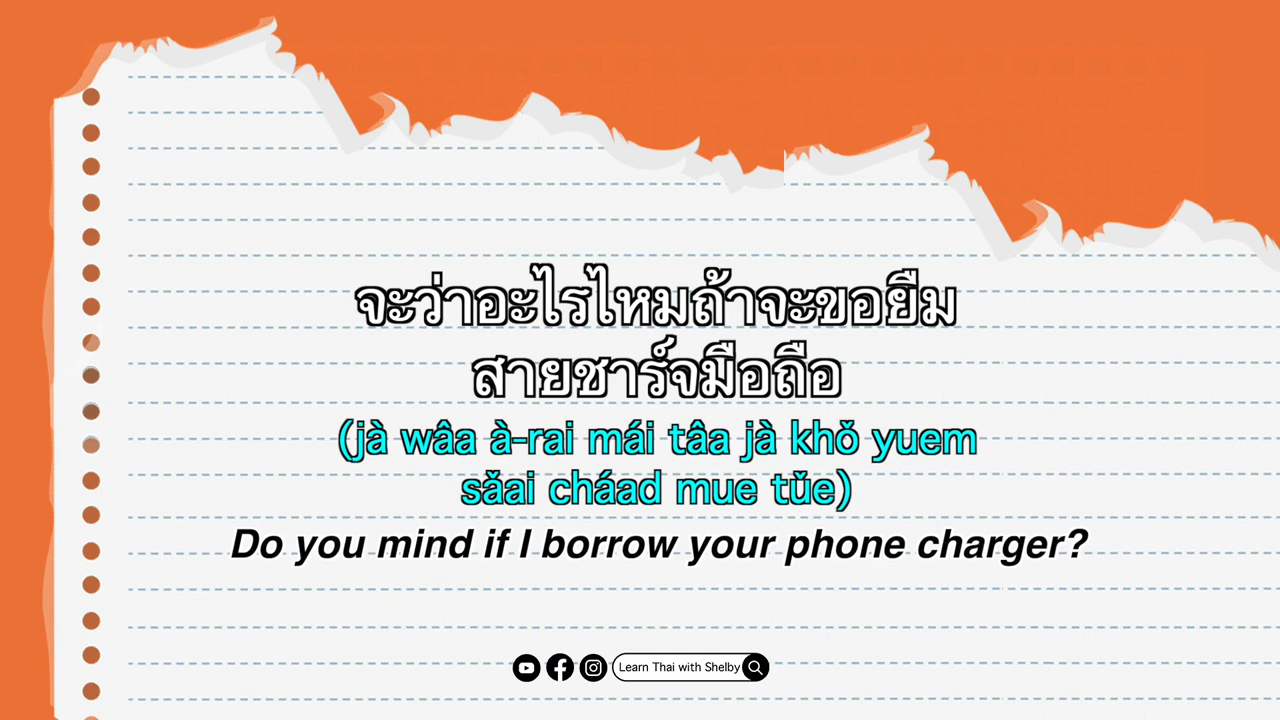 จะว่าอะไรไหมถ้าจะขอยืม
สายชาร์จมือถือ
(jà wâa à-rai mái tâa jà khǒ yuem
sǎai cháad mue tǔe)
Do you mind if I borrow your phone charger?
Learn Thai with Shelby